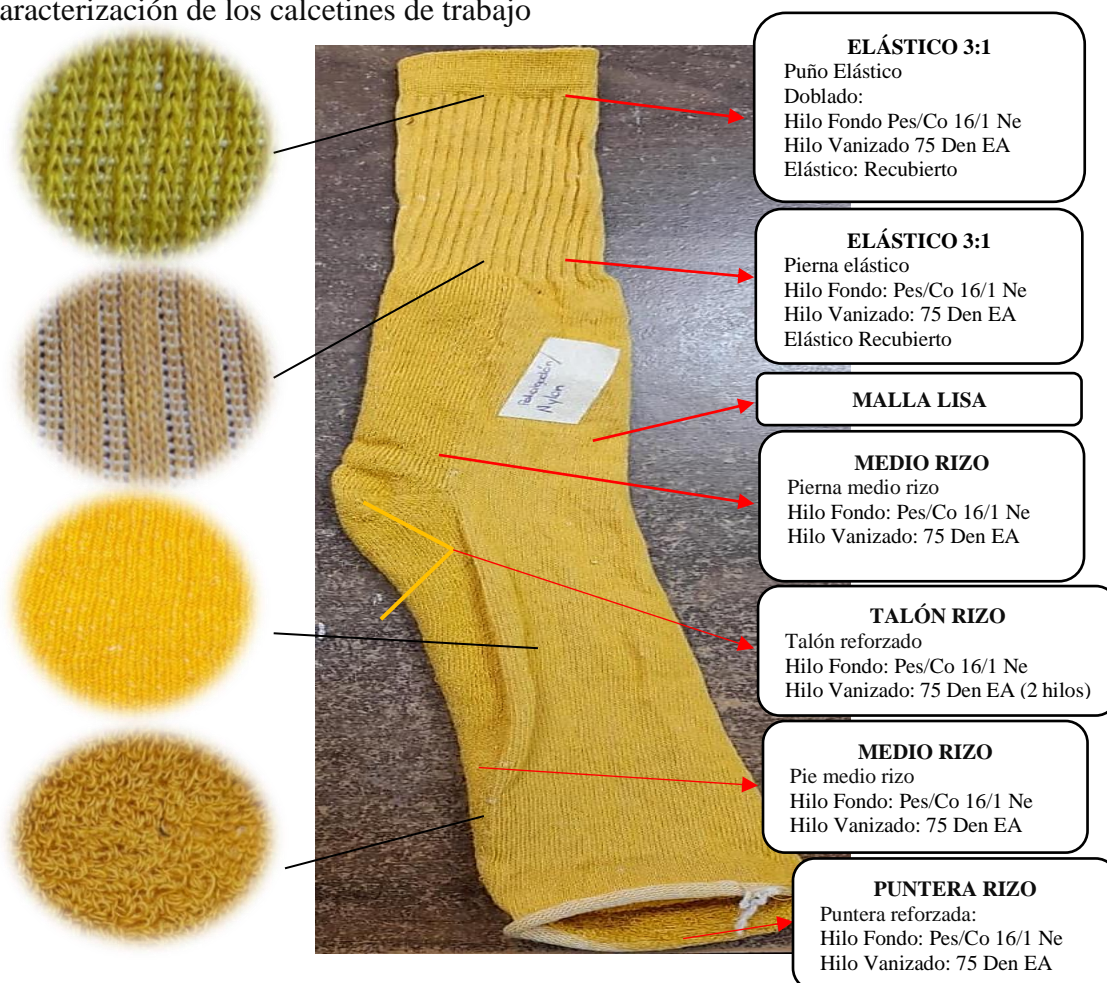 aracterización de los calcetines de trabajo
ELÁSTICO 3:1
Puño Elástico
Doblado:
Hilo Fondo Pes/Co 16/1 Ne
Hilo Vanizado 75 Den EA
Elástico: Recubierto
ELÁSTICO 3:1
Pierna elástico
Hilo Fondo: Pes/Co 16/1 Ne
Hilo Vanizado: 75 Den EA
Elástico Recubierto
Nylon
MALLA LISA
MEDIO RIZO
Pierna medio rizo
Hilo Fondo: Pes/Co 16/1 Ne
Hilo Vanizado: 75 Den EA
TALÓN RIZO
Talón reforzado
Hilo Fondo: Pes/Co 16/1 Ne
Hilo Vanizado: 75 Den EA (2 hilos)
MEDIO RIZO
Pie medio rizo
Hilo Fondo: Pes/Co 16/1 Ne
Hilo Vanizado: 75 Den EA
PUNTERA RIZO
Puntera reforzada:
Hilo Fondo: Pes/Co 16/1 Ne
Hilo Vanizado: 75 Den EA